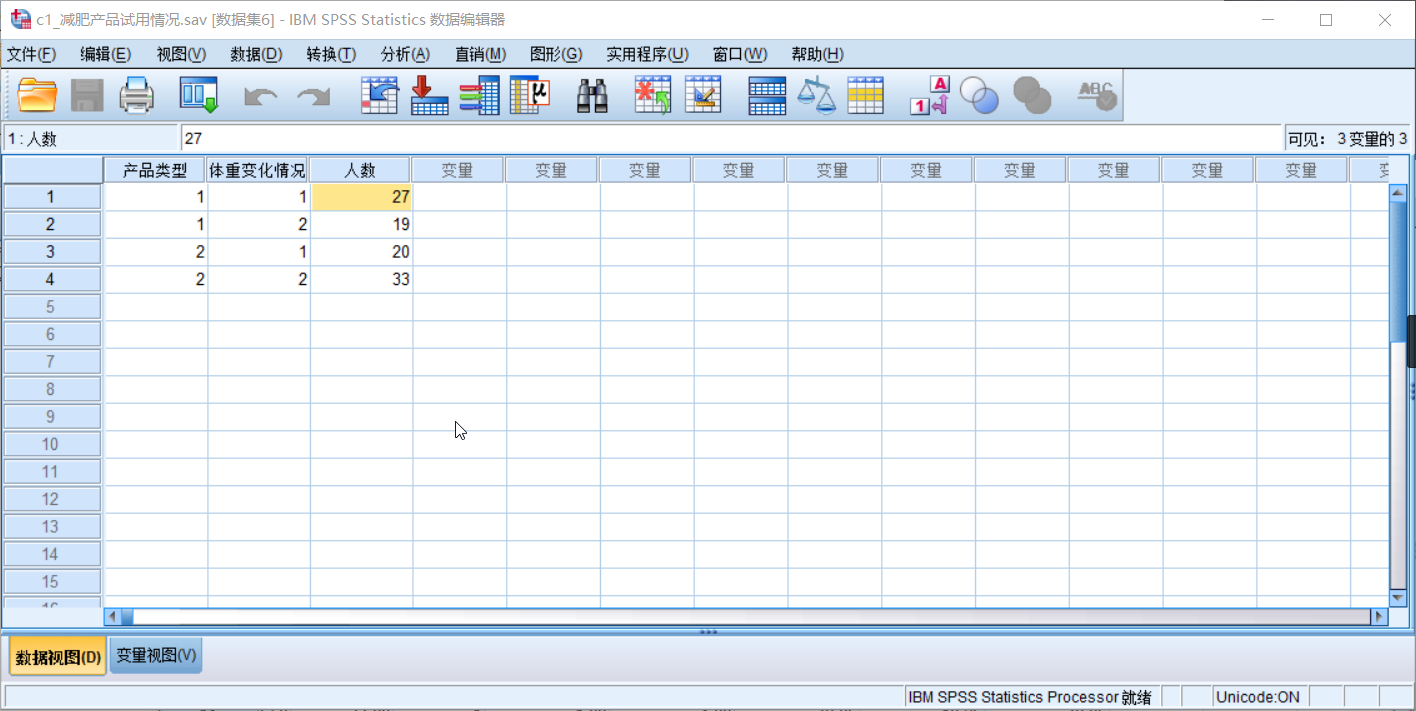 c1_减肥产品试用情况.sav [数据集6] - IBM SPSS Statistics 数据编辑器
文件(F) 编辑(E) 视图(V) 数据(D) 转换(T) 分析(A) 直销(M) 图形(G) 实用程序(U) 窗口(W) 帮助(H)
1 : 人数 27 可见： 3 变量的 3
产品类型 体重变化情况 人数 变量 变量 变量 变量 变量 变量 变量 变量 变量 变量
1 1 1 27
2 1 2 19
3 2 1 20
4 2 2 33
5
6
7
8
9
10
11
12
13
14
15
数据视图(D) 变量视图(V)
IBM SPSS Statistics Processor 就绪 Unicode:ON